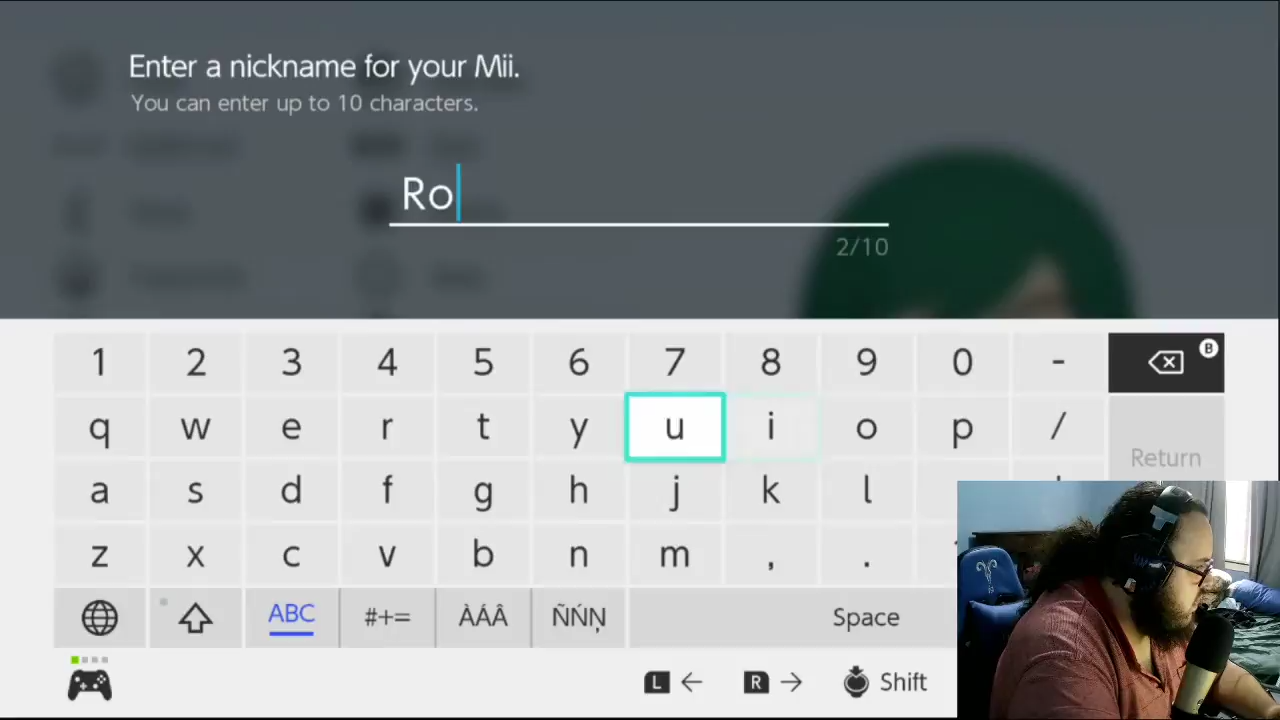 Enter a nickname for your Mii.
You can enter up to 10 characters.
Ro
2/10
1 2 3 4 5 6 7 8 9 0 -
B
q w e r t y u i o p /
Return
a s d f g h j k l
z x c v b n m , .
ABC #+= ÀÁÂ ÑŃŅ Space
L ← R → Shift